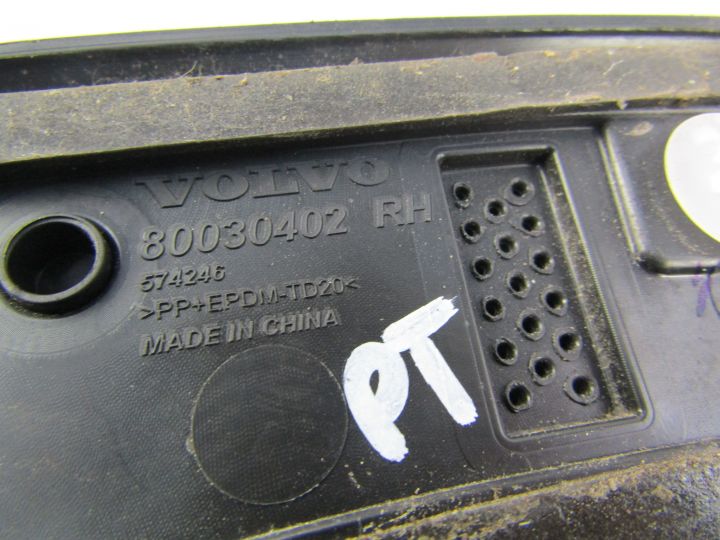 VOLVO
80030402 RH
574246
>PP+EPDM-TD20<
MADE IN CHINA
PT